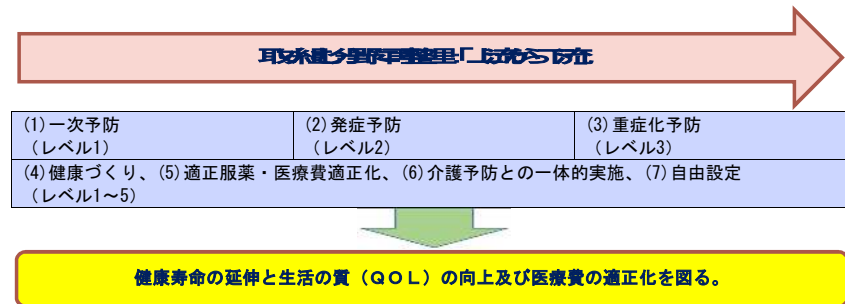 (1)一次予防
（レベル1）
(2)発症予防
（レベル2）
(3)重症化予防
（レベル3）
(4)健康づくり、(5)適正服薬・医療費適正化、(6)介護予防との一体的実施、(7)自由設定
（レベル1～5）
健康寿命の延伸と生活の質（ＱＯＬ）の向上及び医療費の適正化を図る。